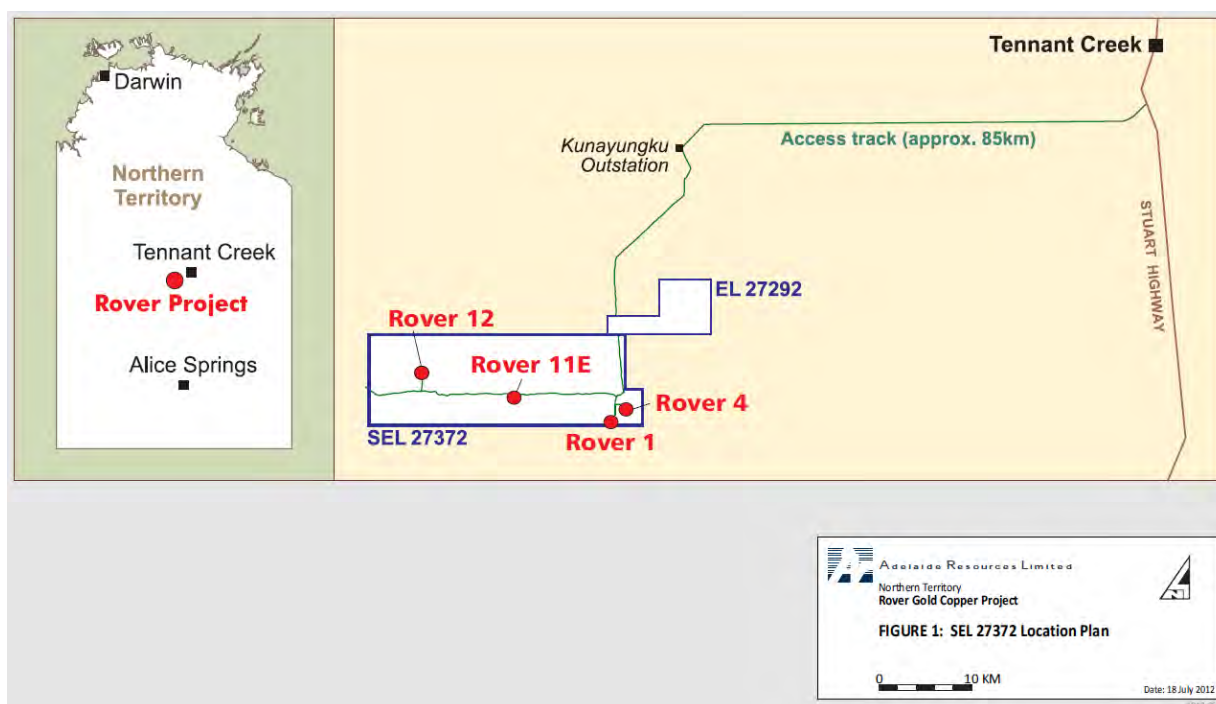 Darwin
Northern
Territory
Tennant Creek
Rover Project
Alice Springs
Tennant Creek
Kunayungku
Outstation
Access track (approx. 85km)
STUART HIGHWAY
EL 27292
Rover 12
Rover 11E
Rover 4
Rover 1
SEL 27372
Adelaide Resources Limited
Northern Territory
Rover Gold Copper Project
FIGURE 1: SEL 27372 Location Plan
0 10 KM
Date: 18 July 2012